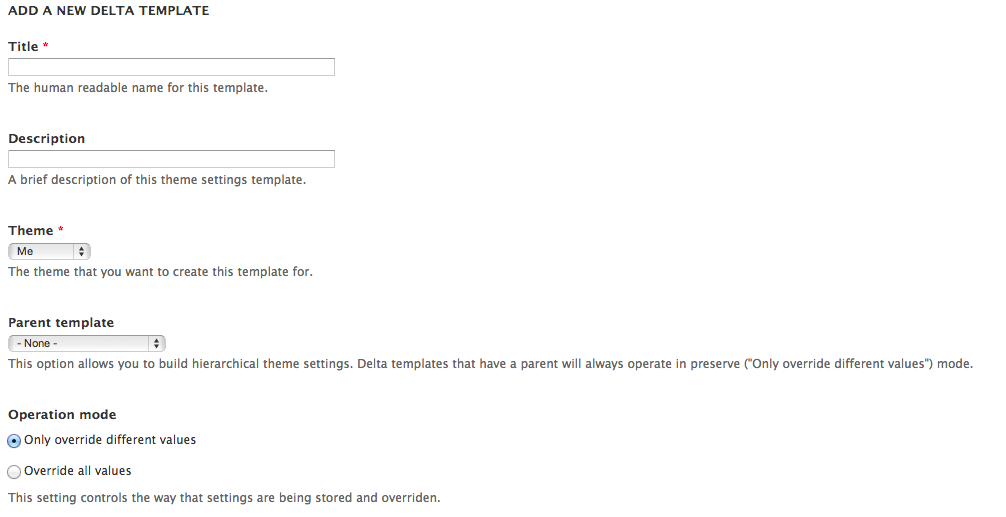 ADD A NEW DELTA TEMPLATE
Title *
The human readable name for this template.
Description
A brief description of this theme settings template.
Theme *
Me
The theme that you want to create this template for.
Parent template
- None -
This option allows you to build hierarchical theme settings. Delta templates that have a parent will always operate in preserve ("Only override different values") mode.
Operation mode
Only override different values
Override all values
This setting controls the way that settings are being stored and overriden.